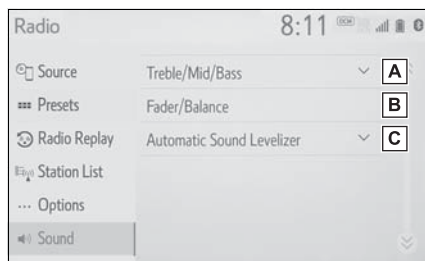 Radio 8:11 DCM
Source
Presets
Radio Replay
Station List
Options
Sound
Treble/Mid/Bass A
Fader/Balance B
Automatic Sound Levelizer C